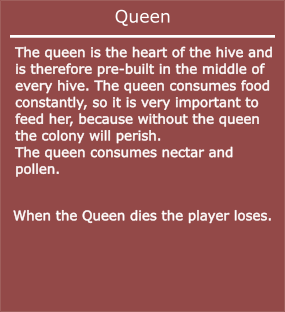 Queen
The queen is the heart of the hive and
is therefore pre-built in the middle of
every hive. The queen consumes food
constantly, so it is very important to
feed her, because without the queen
the colony will perish.
The queen consumes nectar and
pollen.
When the Queen dies the player loses.